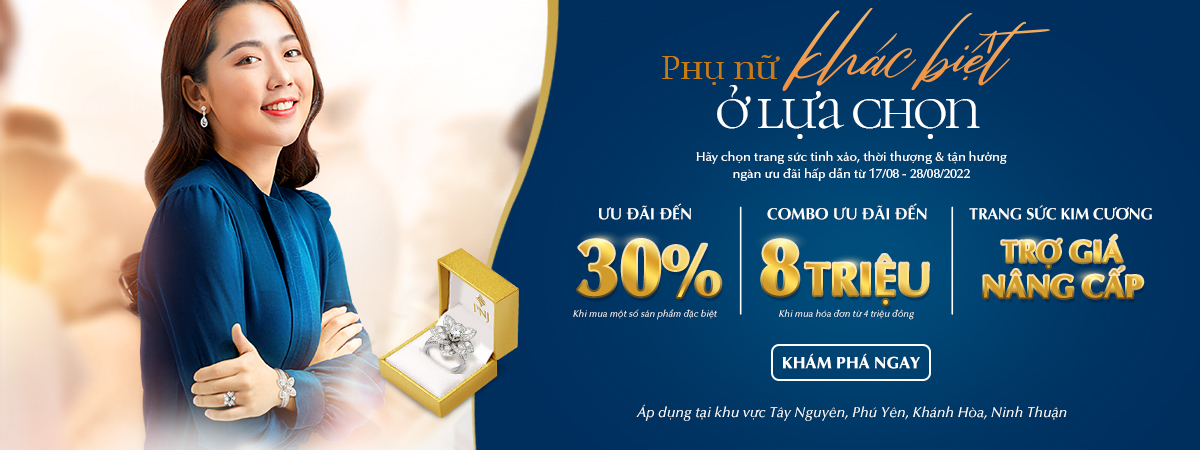 Phụ nữ khác biệt
ở lựa chọn
Hãy chọn trang sức tinh xảo, thời thượng & tận hưởng
ngàn ưu đãi hấp dẫn từ 17/08 - 28/08/2022
ƯU ĐÃI ĐẾN
30%
Khi mua một số sản phẩm đặc biệt
COMBO ƯU ĐÃI ĐẾN
8 TRIỆU
Khi mua hóa đơn từ 4 triệu đồng
TRANG SỨC KIM CƯƠNG
TRỢ GIÁ
NÂNG CẤP
PNJ
KHÁM PHÁ NGAY
Áp dụng tại khu vực Tây Nguyên, Phú Yên, Khánh Hòa, Ninh Thuận